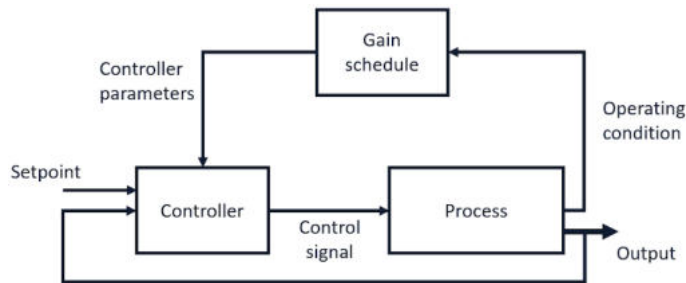 Gain
schedule
Controller
parameters
Operating
condition
Setpoint
Controller
Control
signal
Process
Output